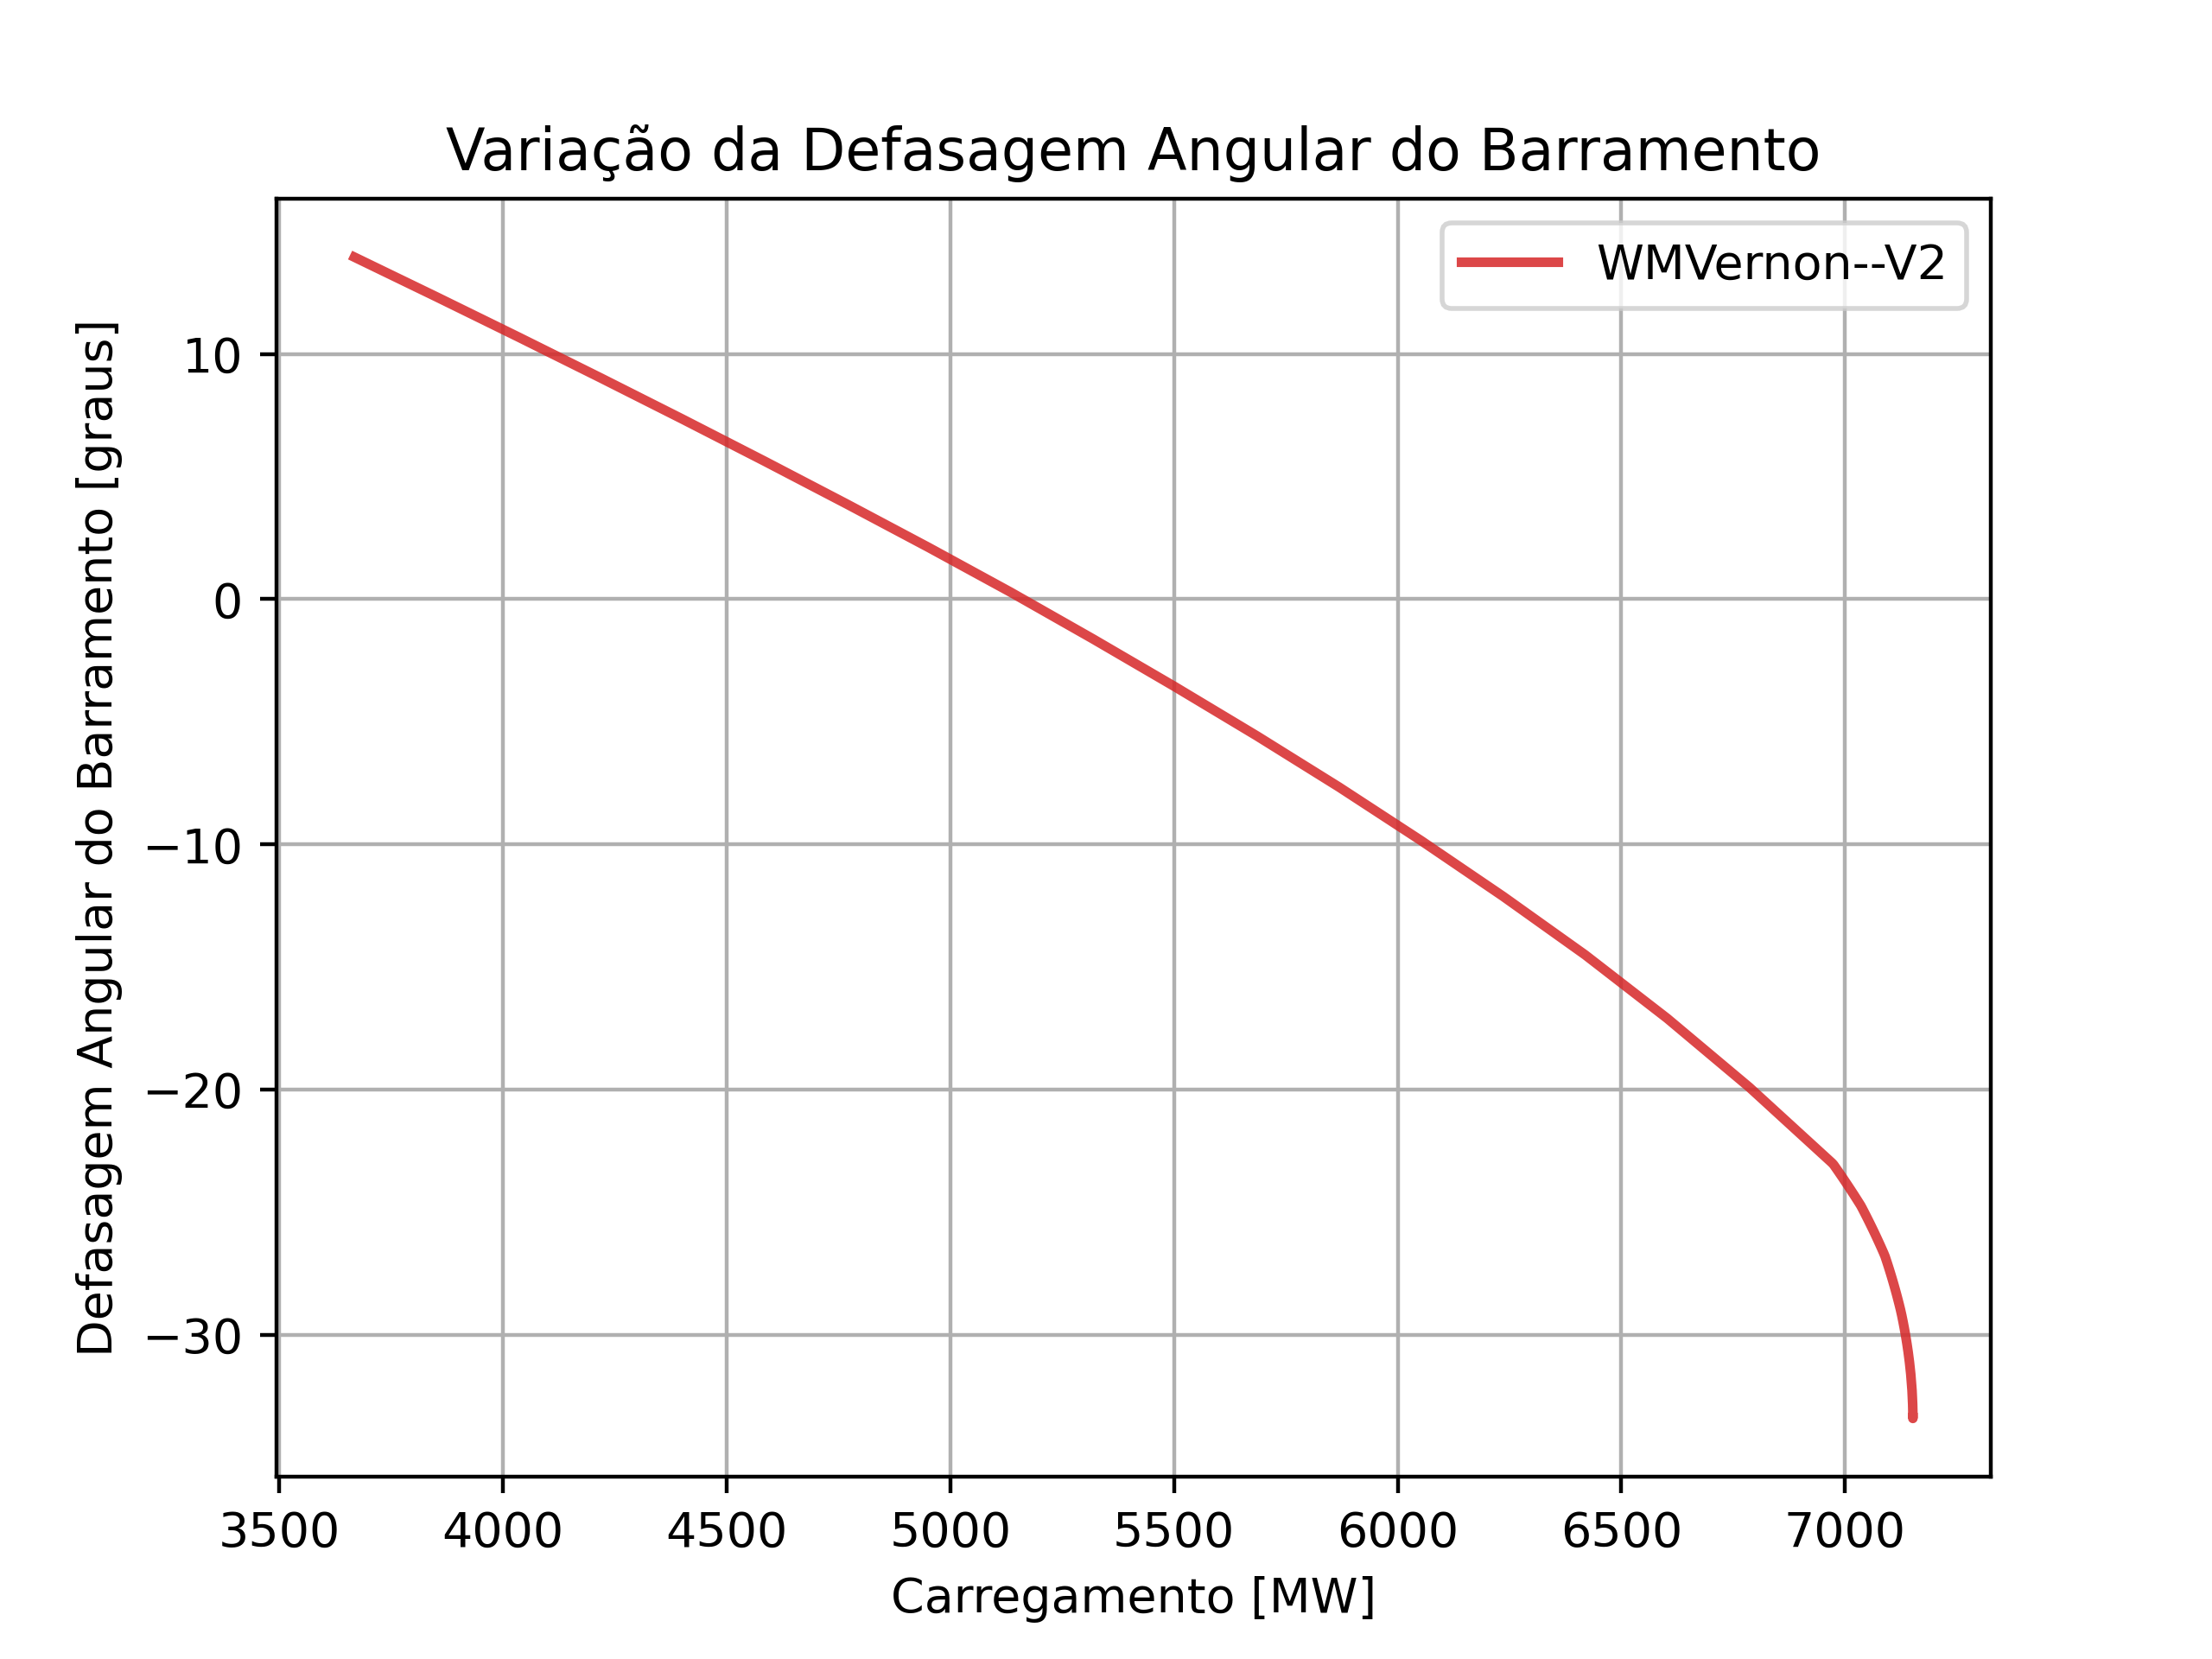 Variação da Defasagem Angular do Barramento
WMVernon--V2
Defasagem Angular do Barramento [graus]
10
0
−10
−20
−30
3500 4000 4500 5000 5500 6000 6500 7000
Carregamento [MW]